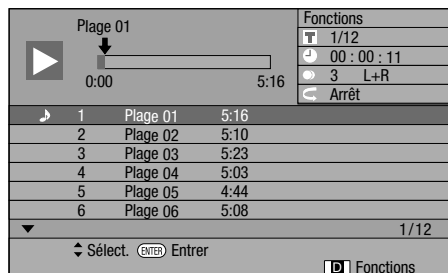 Plage 01
0:00 5:16
Fonctions
T 1/12
00 : 00 : 11
3 L+R
Arrêt
1 Plage 01 5:16
2 Plage 02 5:10
3 Plage 03 5:23
4 Plage 04 5:03
5 Plage 05 4:44
6 Plage 06 5:08
1/12
Sélect. ENTER Entrer
D Fonctions